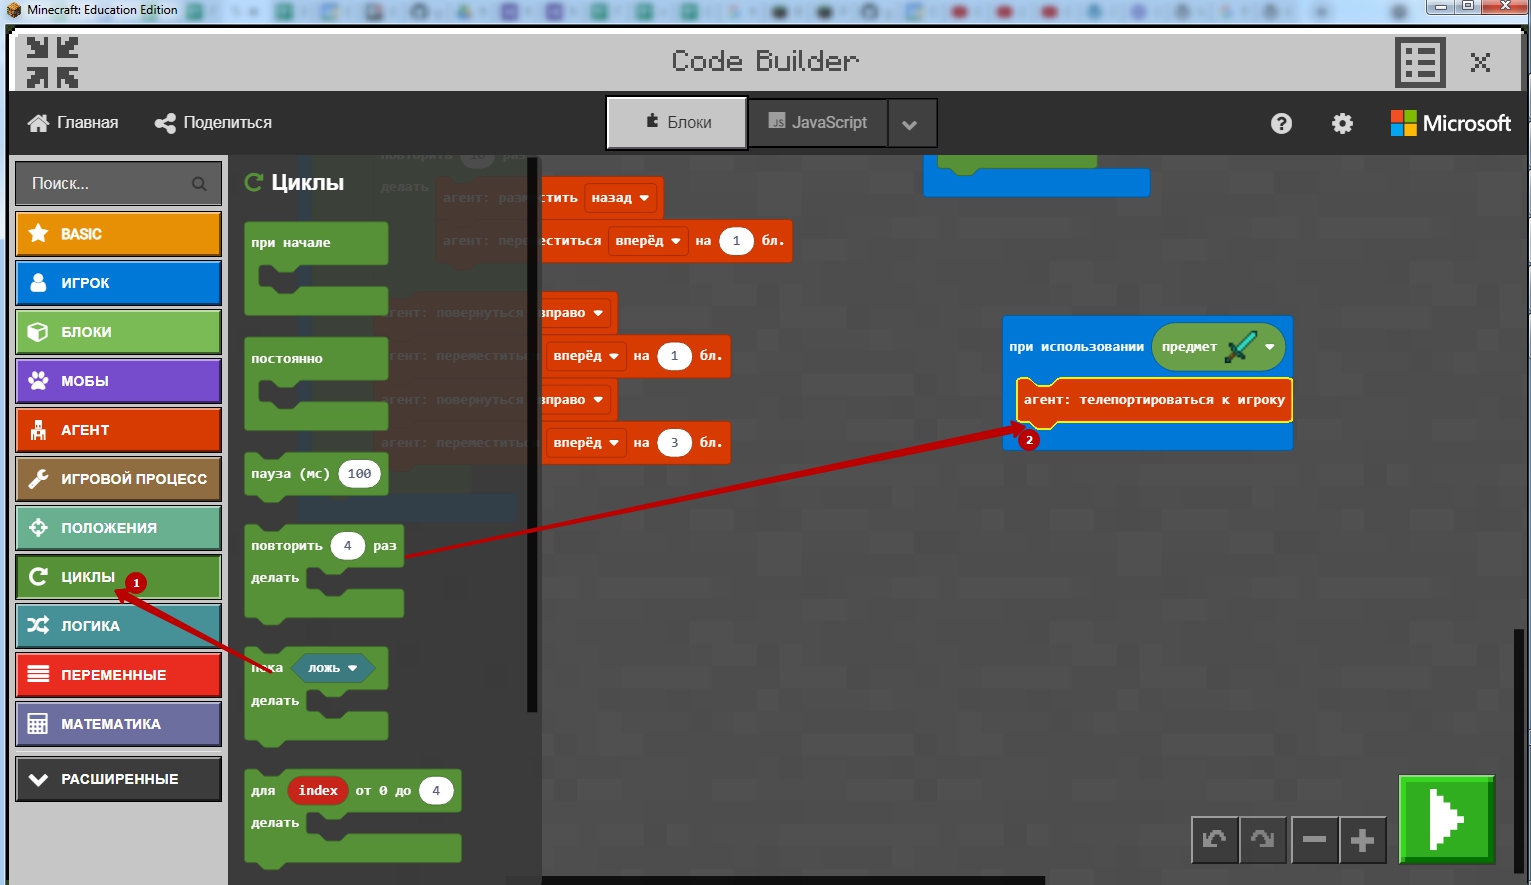 Minecraft: Education Edition
Code Builder
Главная
Поделиться
Блоки
JS JavaScript
Microsoft
Поиск...
BASIC
ИГРОК
БЛОКИ
МОБЫ
АГЕНТ
ИГРОВОЙ ПРОЦЕСС
ПОЛОЖЕНИЯ
ЦИКЛЫ
1
ЛОГИКА
ПЕРЕМЕННЫЕ
МАТЕМАТИКА
РАСШИРЕННЫЕ
Циклы
при начале
постоянно
пауза (мс) 100
повторить 4 раз
делать
пока ложь
делать
для index от 0 до 4
делать
делать
агент: разместить назад
агент: переместиться вперёд на 1 бл.
агент: повернуться вправо
агент: переместиться вперёд на 1 бл.
агент: повернуться вправо
агент: переместиться вперёд на 3 бл.
при использовании предмет
агент: телепортироваться к игроку
2